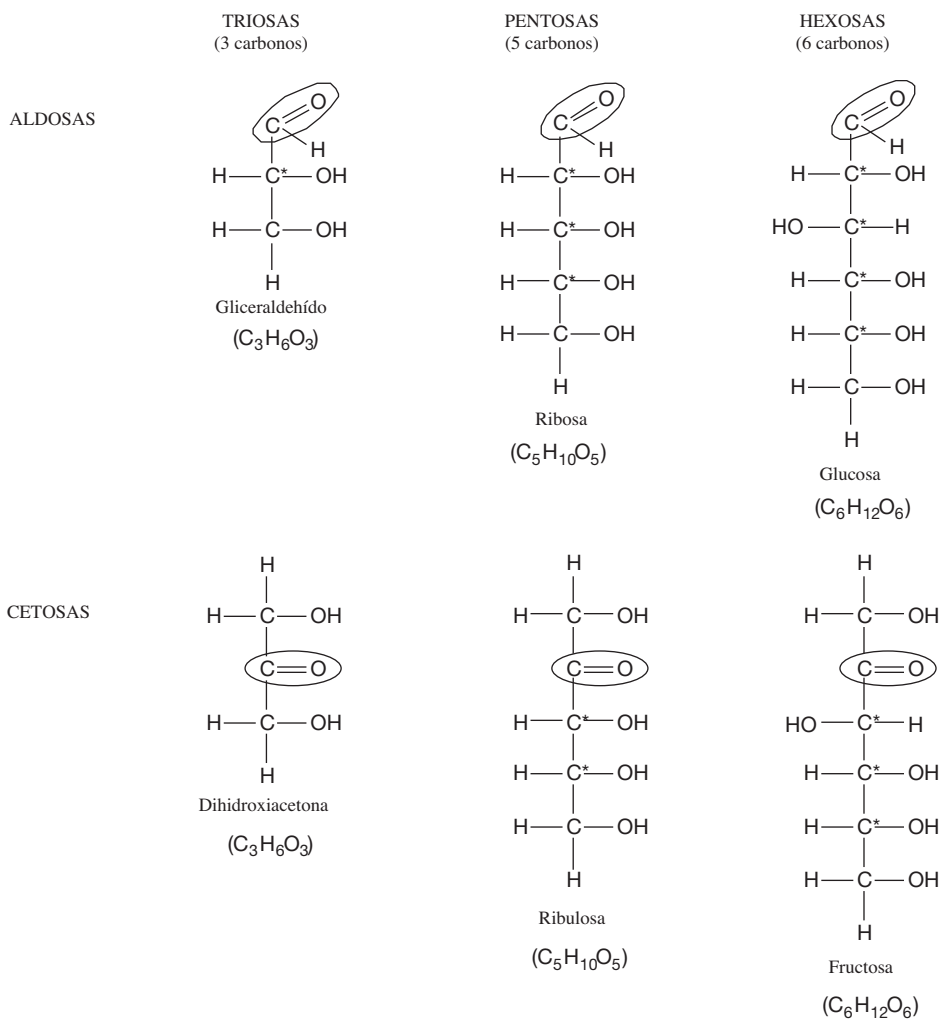 TRIOSAS PENTOSAS HEXOSAS
(3 carbonos) (5 carbonos) (6 carbonos)
ALDOSAS
O O O
C C C
H H H
H C* OH H C* OH H C* OH
H C OH H C* OH HO C* H
H H C* OH H C* OH
Gliceraldehído
(C3H6O3) H C OH H C* OH
H H C OH
Ribosa H
(C5H10O5)
Glucosa
(C6H12O6)
H H H
CETOSAS
H C OH H C OH H C OH
C O C O C O
H C OH H C* OH HO C* H
H H C* OH H C* OH
Dihidroxiacetona
(C3H6O3) H C OH H C* OH
H H C OH
Ribulosa H
(C5H10O5)
Fructosa
(C6H12O6)